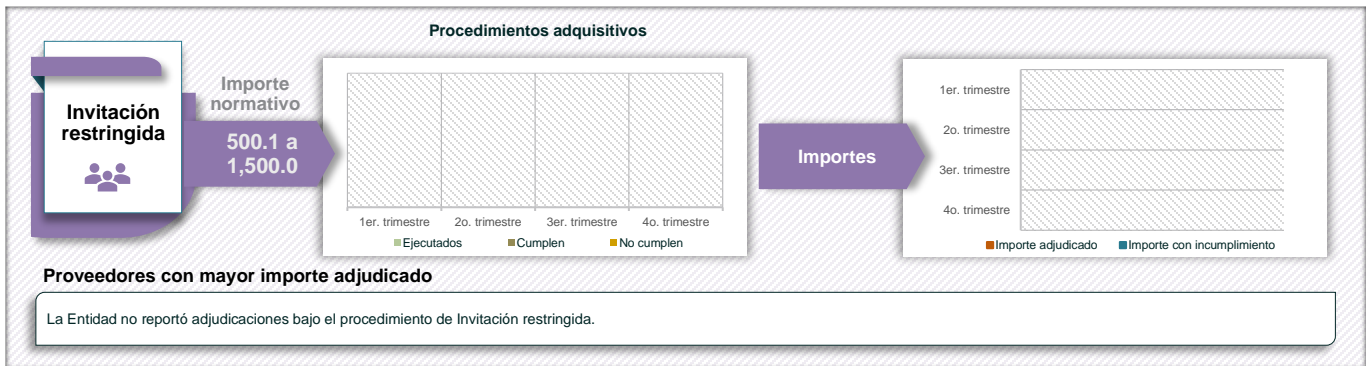 Procedimientos adquisitivos
Invitación
restringida
Importe
normativo
500.1 a
1,500.0
1er. trimestre 2o. trimestre 3er. trimestre 4o. trimestre
Ejecutados Cumplen No cumplen
Importes
1er. trimestre
2o. trimestre
3er. trimestre
4o. trimestre
Importe adjudicado Importe con incumplimiento
Proveedores con mayor importe adjudicado
La Entidad no reportó adjudicaciones bajo el procedimiento de Invitación restringida.